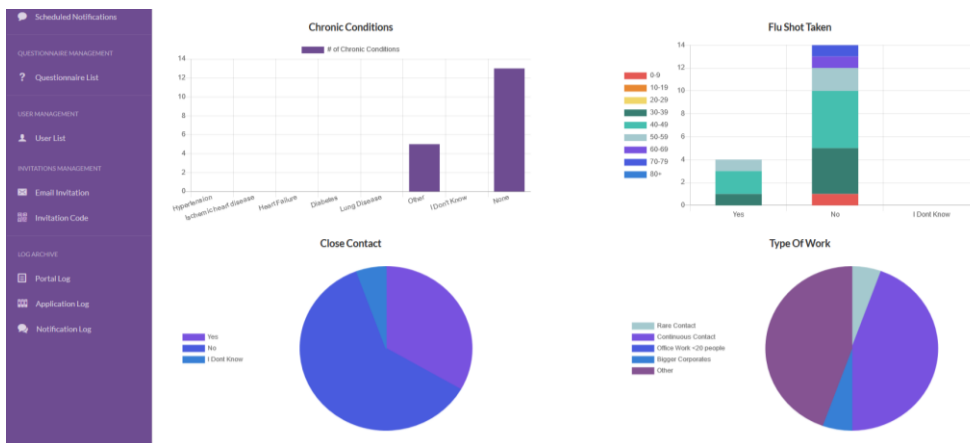 Scheduled Notifications
QUESTIONNAIRE MANAGEMENT
Questionnaire List
USER MANAGEMENT
User List
INVITATIONS MANAGEMENT
Email Invitation
Invitation Code
LOG ARCHIVE
Portal Log
Application Log
Notification Log
Chronic Conditions
# of Chronic Conditions
14
12
10
8
6
4
2
0
Hypertension
Ischemic heart disease
Heart Failure
Diabetes
Lung Disease
Other
I Don't Know
None
Flu Shot Taken
0-9
10-19
20-29
30-39
40-49
50-59
60-69
70-79
80+
14
12
10
8
6
4
2
0
Yes
No
I Dont Know
Close Contact
Yes
No
I Dont Know
Type Of Work
Rare Contact
Continuous Contact
Office Work <20 people
Bigger Corporates
Other